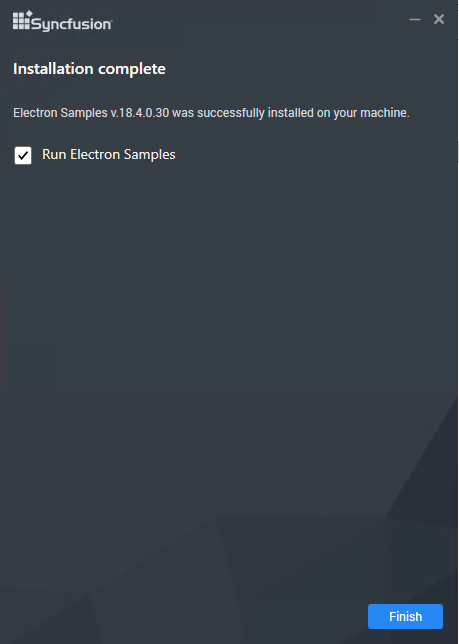 Syncfusion
Installation complete
Electron Samples v.18.4.0.30 was successfully installed on your machine.
Run Electron Samples
Finish